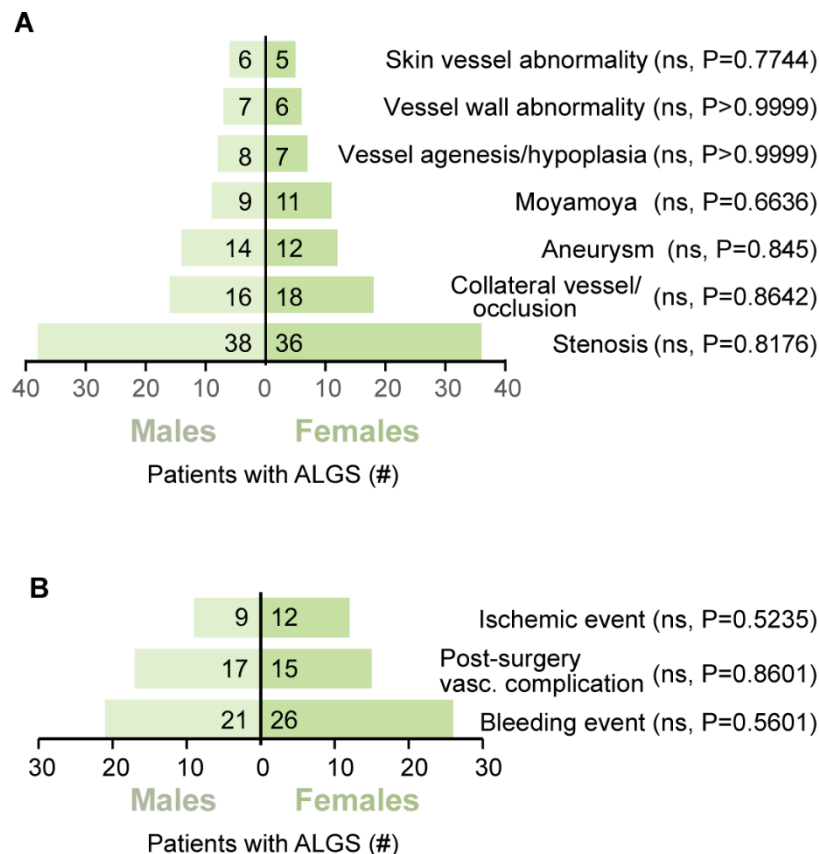 A
6 5 Skin vessel abnormality (ns, P=0.7744)
7 6 Vessel wall abnormality (ns, P>0.9999)
8 7 Vessel agenesis/hypoplasia (ns, P>0.9999)
9 11 Moyamoya (ns, P=0.6636)
14 12 Aneurysm (ns, P=0.845)
16 18 Collateral vessel/
occlusion (ns, P=0.8642)
38 36 Stenosis (ns, P=0.8176)
40 30 20 10 0 10 20 30 40
Males Females
Patients with ALGS (#)
B
9 12 Ischemic event (ns, P=0.5235)
17 15 Post-surgery
vasc. complication (ns, P=0.8601)
21 26 Bleeding event (ns, P=0.5601)
30 20 10 0 10 20 30
Males Females
Patients with ALGS (#)